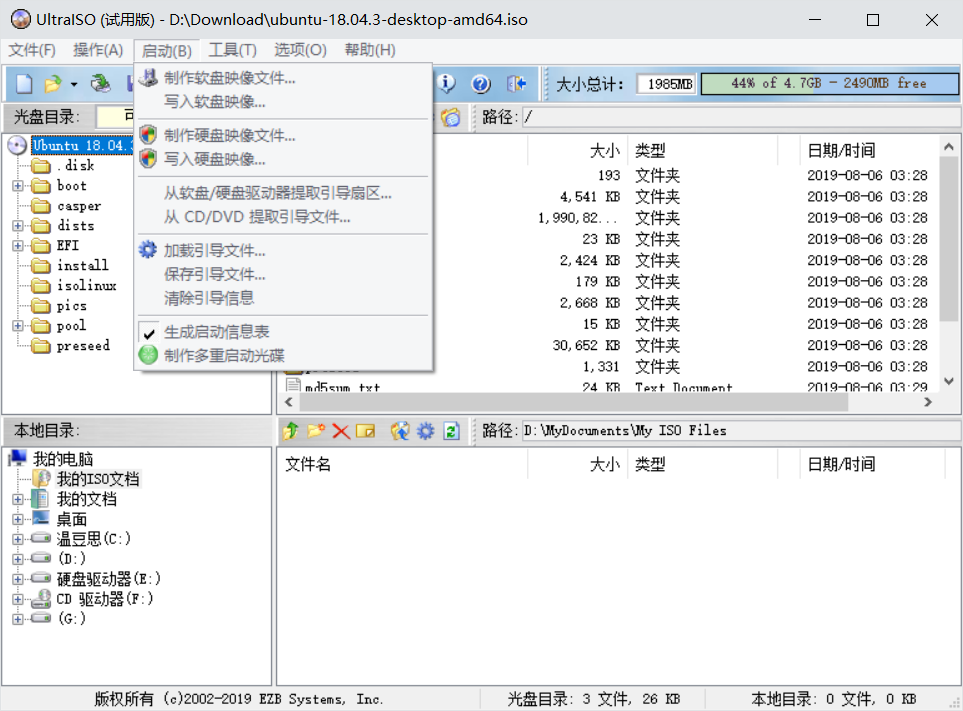 UltraISO (试用版) - D:\Download\ubuntu-18.04.3-desktop-amd64.iso
文件(F) 操作(A) 启动(B) 工具(T) 选项(O) 帮助(H)
大小总计: 1985MB 44% of 4.7GB - 2490MB free
光盘目录: 可 路径: /
制作软盘映像文件...
写入软盘映像...
制作硬盘映像文件...
写入硬盘映像...
从软盘/硬盘驱动器提取引导扇区...
从 CD/DVD 提取引导文件...
加载引导文件...
保存引导文件...
清除引导信息
生成启动信息表
制作多重启动光碟
Ubuntu 18.04.3
.disk
boot
casper
dists
EFI
install
isolinux
pics
pool
preseed
大小 类型 日期/时间
193 文件夹 2019-08-06 03:28
4,541 KB 文件夹 2019-08-06 03:28
1,990,82... 文件夹 2019-08-06 03:28
23 KB 文件夹 2019-08-06 03:28
2,424 KB 文件夹 2019-08-06 03:28
179 KB 文件夹 2019-08-06 03:28
2,668 KB 文件夹 2019-08-06 03:28
15 KB 文件夹 2019-08-06 03:28
30,652 KB 文件夹 2019-08-06 03:28
1,331 文件夹 2019-08-06 03:28
md5sum.txt 24 KB Text Document 2019-08-06 03:29
本地目录: 路径: D:\MyDocuments\My ISO Files
我的电脑
我的ISO文档
我的文档
桌面
温豆思(C:)
(D:)
硬盘驱动器(E:)
CD 驱动器(F:)
(G:)
文件名 大小 类型 日期/时间
版权所有 (c)2002-2019 EZB Systems, Inc. 光盘目录: 3 文件, 26 KB 本地目录: 0 文件, 0 KB